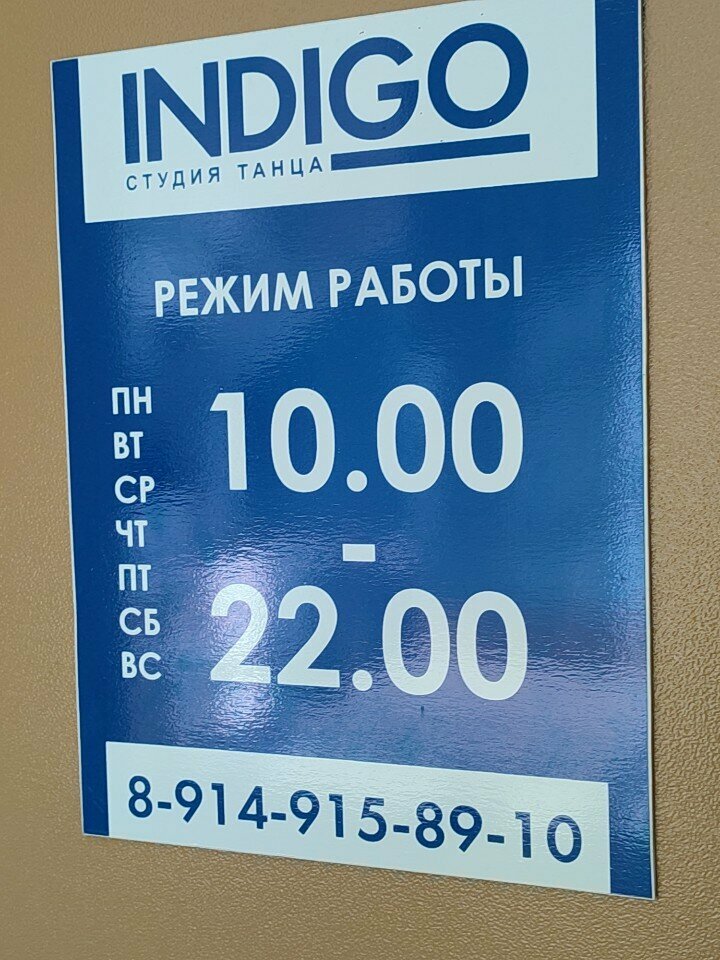 INDIGO
СТУДИЯ ТАНЦА
РЕЖИМ РАБОТЫ
ПН
ВТ
СР
ЧТ
ПТ
СБ
ВС
10.00
-
22.00
8-914-915-89-10